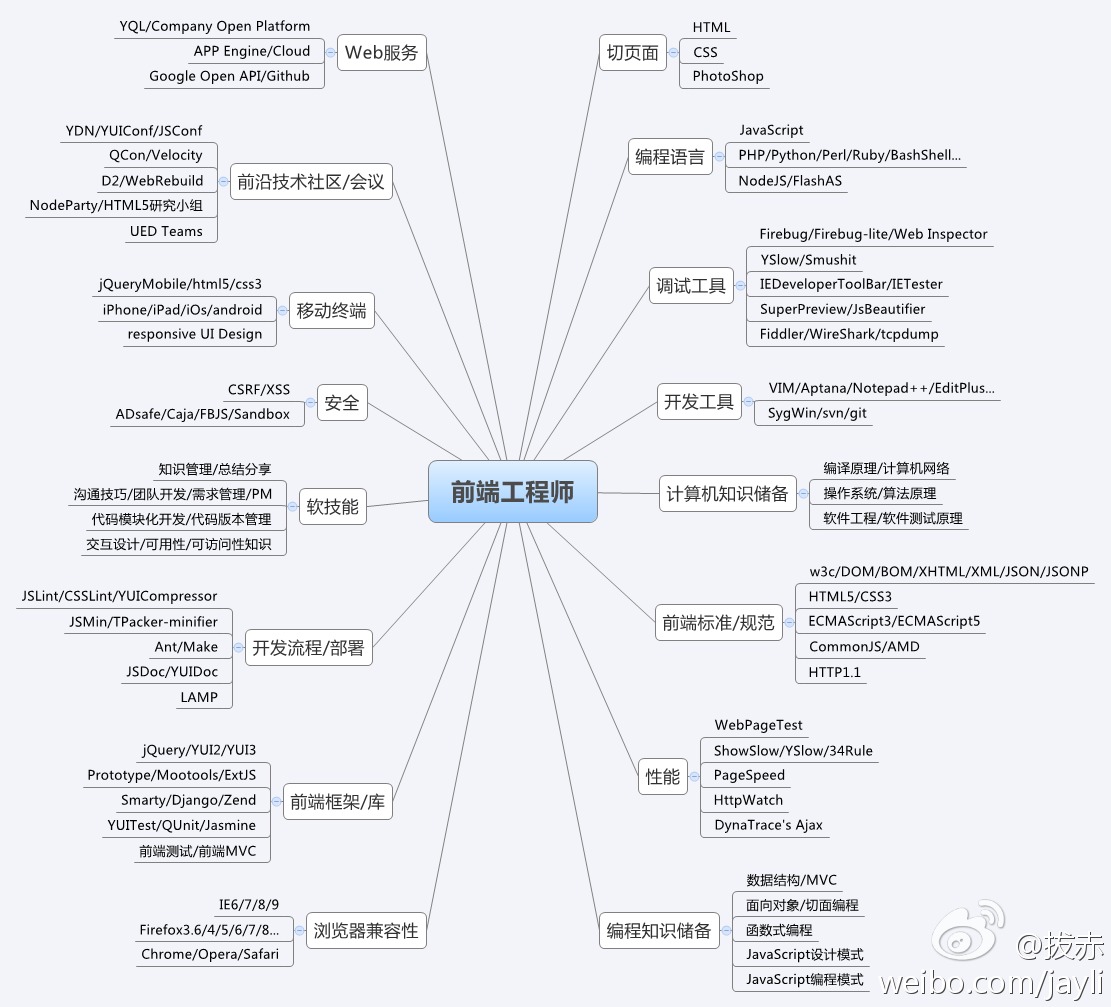 前端工程师
Web服务
YQL/Company Open Platform
APP Engine/Cloud
Google Open API/Github
前沿技术社区/会议
YDN/YUIConf/JSConf
QCon/Velocity
D2/WebRebuild
NodeParty/HTML5研究小组
UED Teams
移动终端
jQueryMobile/html5/css3
iPhone/iPad/iOs/android
responsive UI Design
安全
CSRF/XSS
ADsafe/Caja/FBJS/Sandbox
软技能
知识管理/总结分享
沟通技巧/团队开发/需求管理/PM
代码模块化开发/代码版本管理
交互设计/可用性/可访问性知识
开发流程/部署
JSLint/CSSLint/YUICompressor
JSMin/TPacker-minifier
Ant/Make
JSDoc/YUIDoc
LAMP
前端框架/库
jQuery/YUI2/YUI3
Prototype/Mootools/ExtJS
Smarty/Django/Zend
YUITest/QUnit/Jasmine
前端测试/前端MVC
浏览器兼容性
IE6/7/8/9
Firefox3.6/4/5/6/7/8...
Chrome/Opera/Safari
切页面
HTML
CSS
PhotoShop
编程语言
JavaScript
PHP/Python/Perl/Ruby/BashShell...
NodeJS/FlashAS
调试工具
Firebug/Firebug-lite/Web Inspector
YSlow/Smushit
IEDeveloperToolBar/IETester
SuperPreview/JsBeautifier
Fiddler/WireShark/tcpdump
开发工具
VIM/Aptana/Notepad++/EditPlus...
SygWin/svn/git
计算机知识储备
编译原理/计算机网络
操作系统/算法原理
软件工程/软件测试原理
前端标准/规范
w3c/DOM/BOM/XHTML/XML/JSON/JSONP
HTML5/CSS3
ECMAScript3/ECMAScript5
CommonJS/AMD
HTTP1.1
性能
WebPageTest
ShowSlow/YSlow/34Rule
PageSpeed
HttpWatch
DynaTrace's Ajax
编程知识储备
数据结构/MVC
面向对象/切面编程
函数式编程
JavaScript设计模式
JavaScript编程模式
@拔赤
weibo.com/jayli